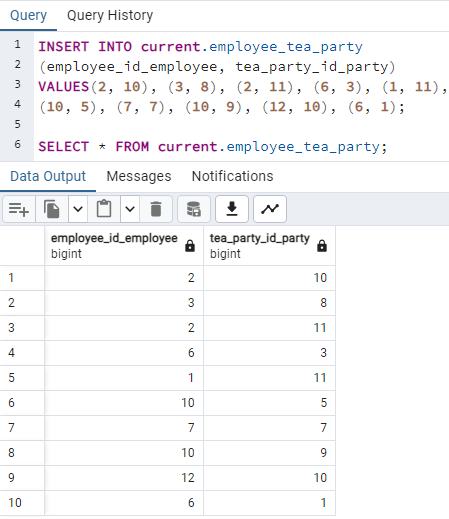 Query Query History
1 INSERT INTO current.employee_tea_party
2 (employee_id_employee, tea_party_id_party)
3 VALUES(2, 10), (3, 8), (2, 11), (6, 3), (1, 11),
4 (10, 5), (7, 7), (10, 9), (12, 10), (6, 1);
5
6 SELECT * FROM current.employee_tea_party;
Data Output Messages Notifications
employee_id_employee tea_party_id_party
bigint bigint
1 2 10
2 3 8
3 2 11
4 6 3
5 1 11
6 10 5
7 7 7
8 10 9
9 12 10
10 6 1